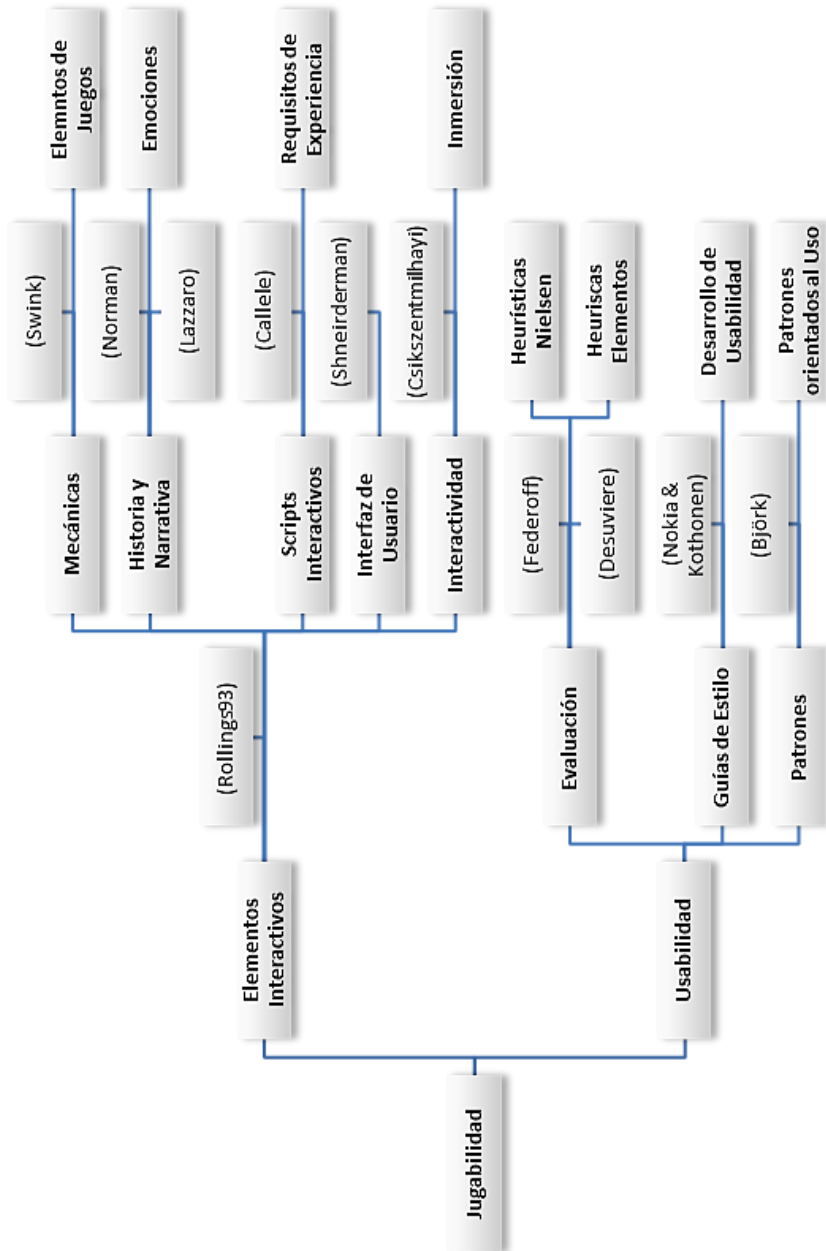 Jugabilidad
Elementos
Interactivos
(Rollings93)
Mecánicas
(Swink)
Elemntos de
Juegos
Historia y
Narrativa
(Norman)
(Lazzaro)
Emociones
Scripts
Interactivos
(Callele)
Requisitos de
Experiencia
Interfaz de
Usuario
(Shneirderman)
Interactividad
(Csikszentmilhayi)
Inmersión
Usabilidad
Evaluación
(Federoff)
(Desuviere)
Heurísticas
Nielsen
Heuriscas
Elementos
Guías de Estilo
(Nokia &
Kothonen)
Desarrollo de
Usabilidad
Patrones
(Björk)
Patrones
orientados al Uso